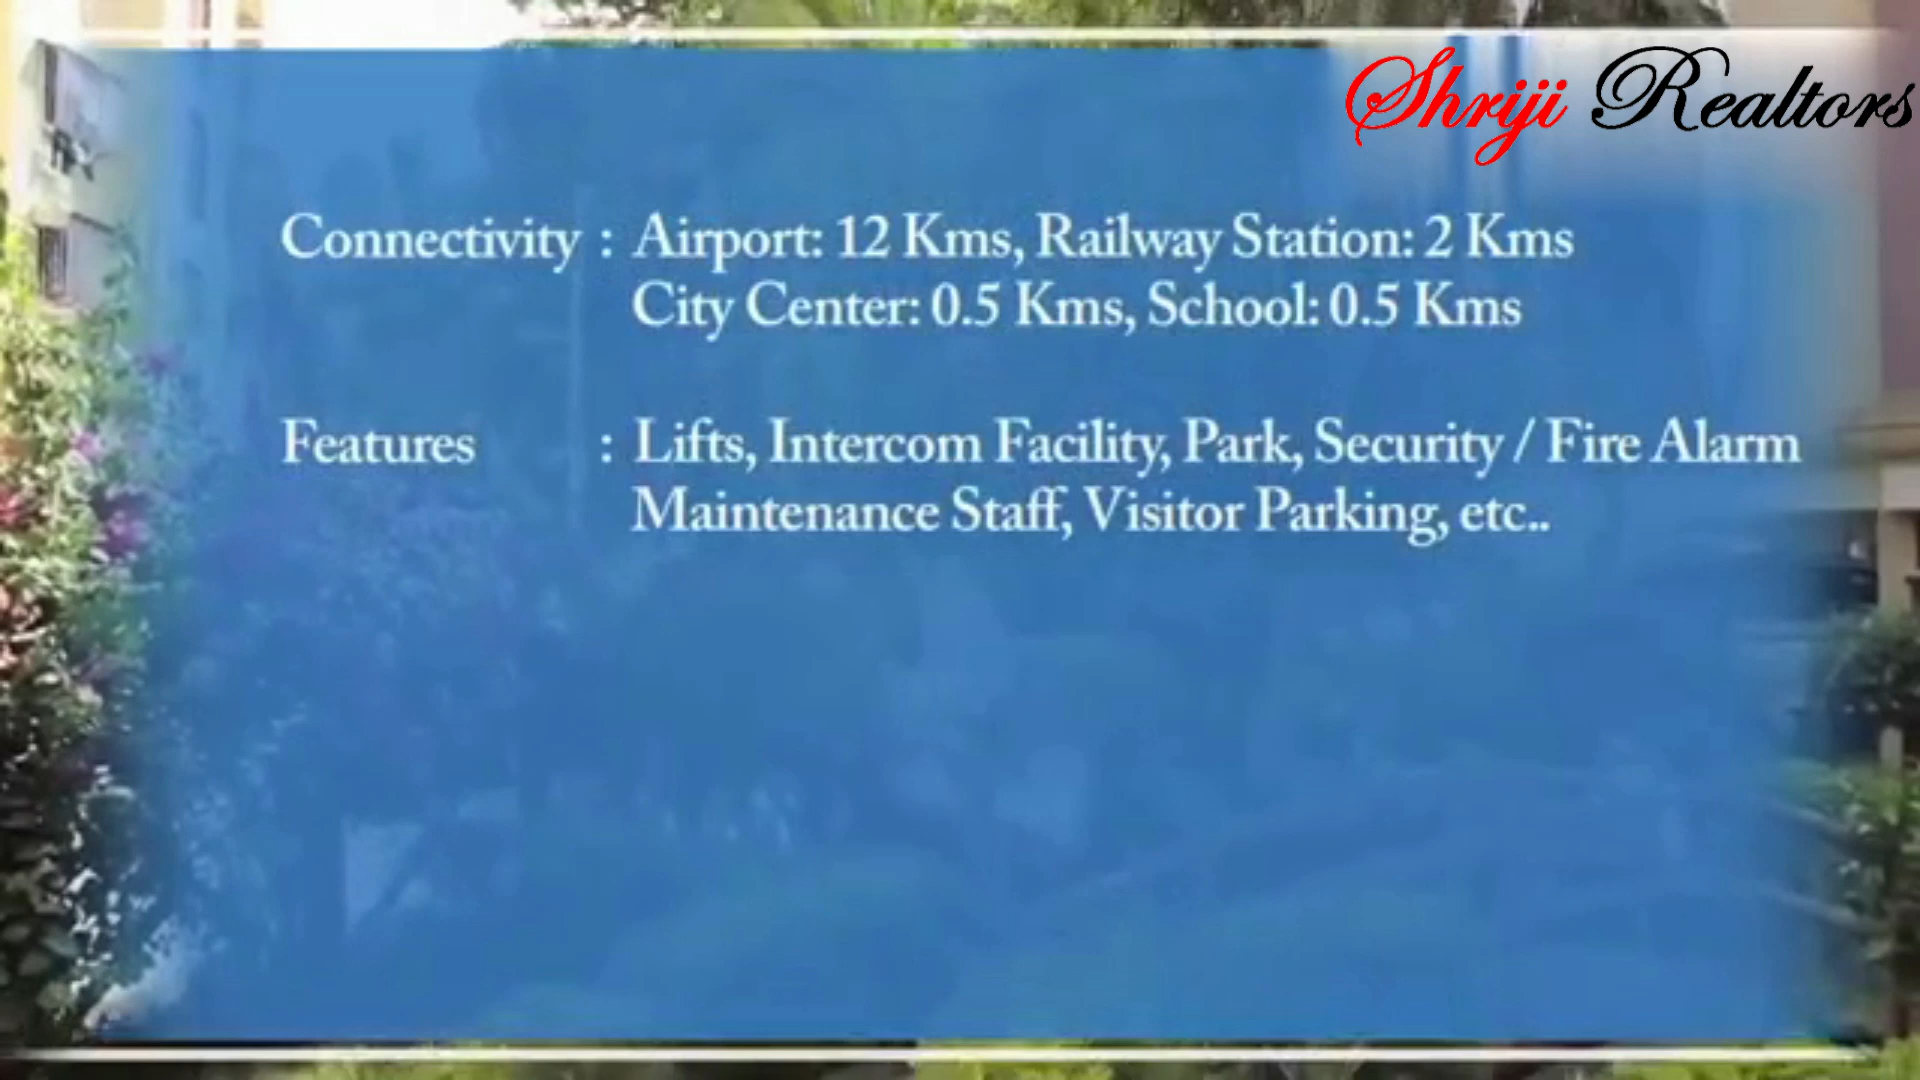 Shriji Realtors
Connectivity : Airport: 12 Kms, Railway Station: 2 Kms
City Center: 0.5 Kms, School: 0.5 Kms
Features : Lifts, Intercom Facility, Park, Security / Fire Alarm
Maintenance Staff, Visitor Parking, etc..